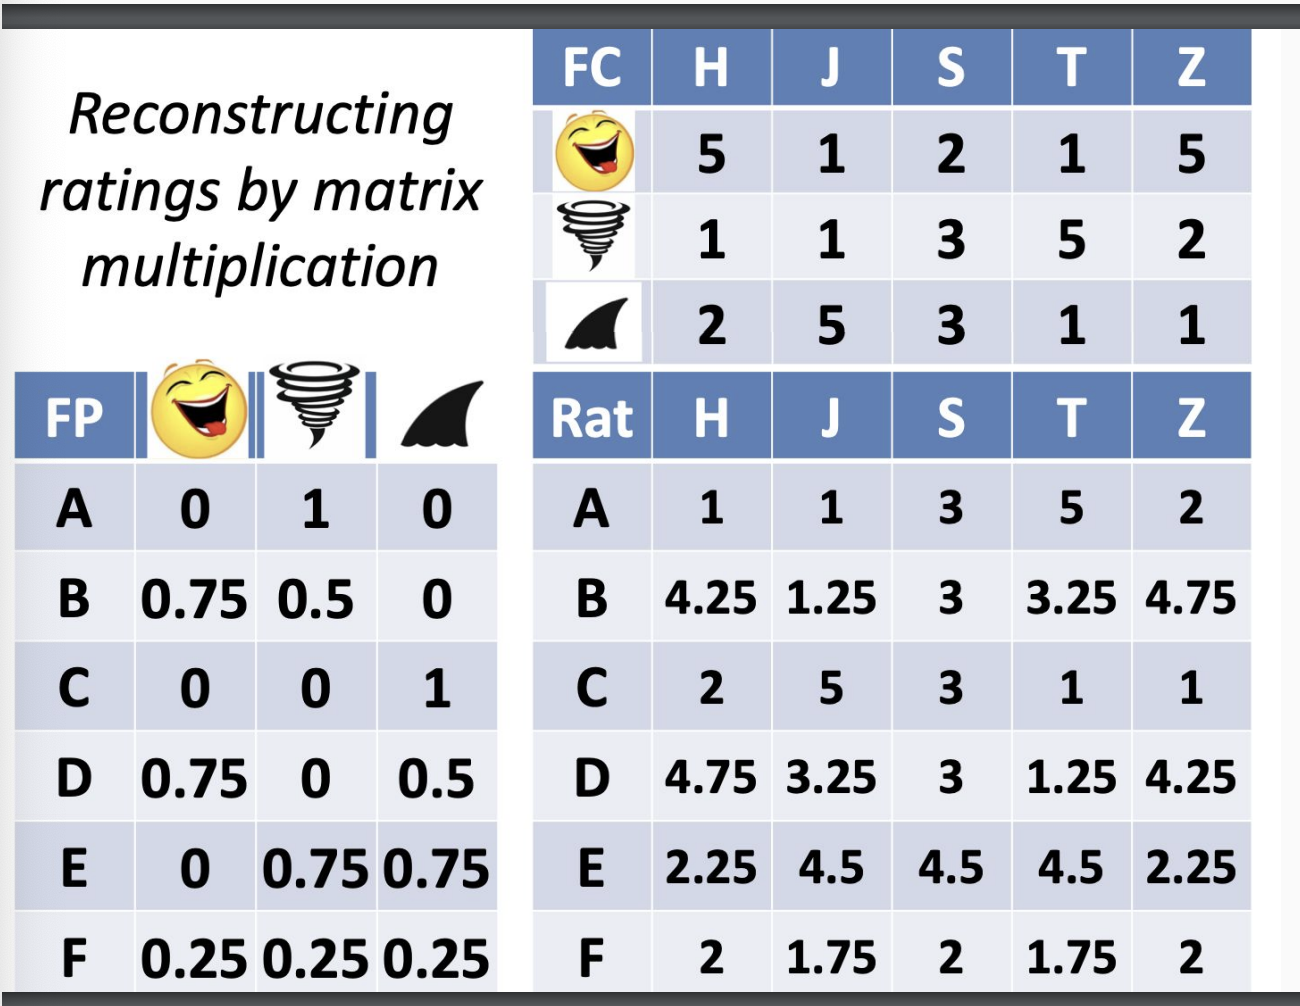 Reconstructing
ratings by matrix
multiplication
FC H J S T Z
5 1 2 1 5
1 1 3 5 2
2 5 3 1 1
FP
A 0 1 0
B 0.75 0.5 0
C 0 0 1
D 0.75 0 0.5
E 0 0.75 0.75
F 0.25 0.25 0.25
Rat H J S T Z
A 1 1 3 5 2
B 4.25 1.25 3 3.25 4.75
C 2 5 3 1 1
D 4.75 3.25 3 1.25 4.25
E 2.25 4.5 4.5 4.5 2.25
F 2 1.75 2 1.75 2